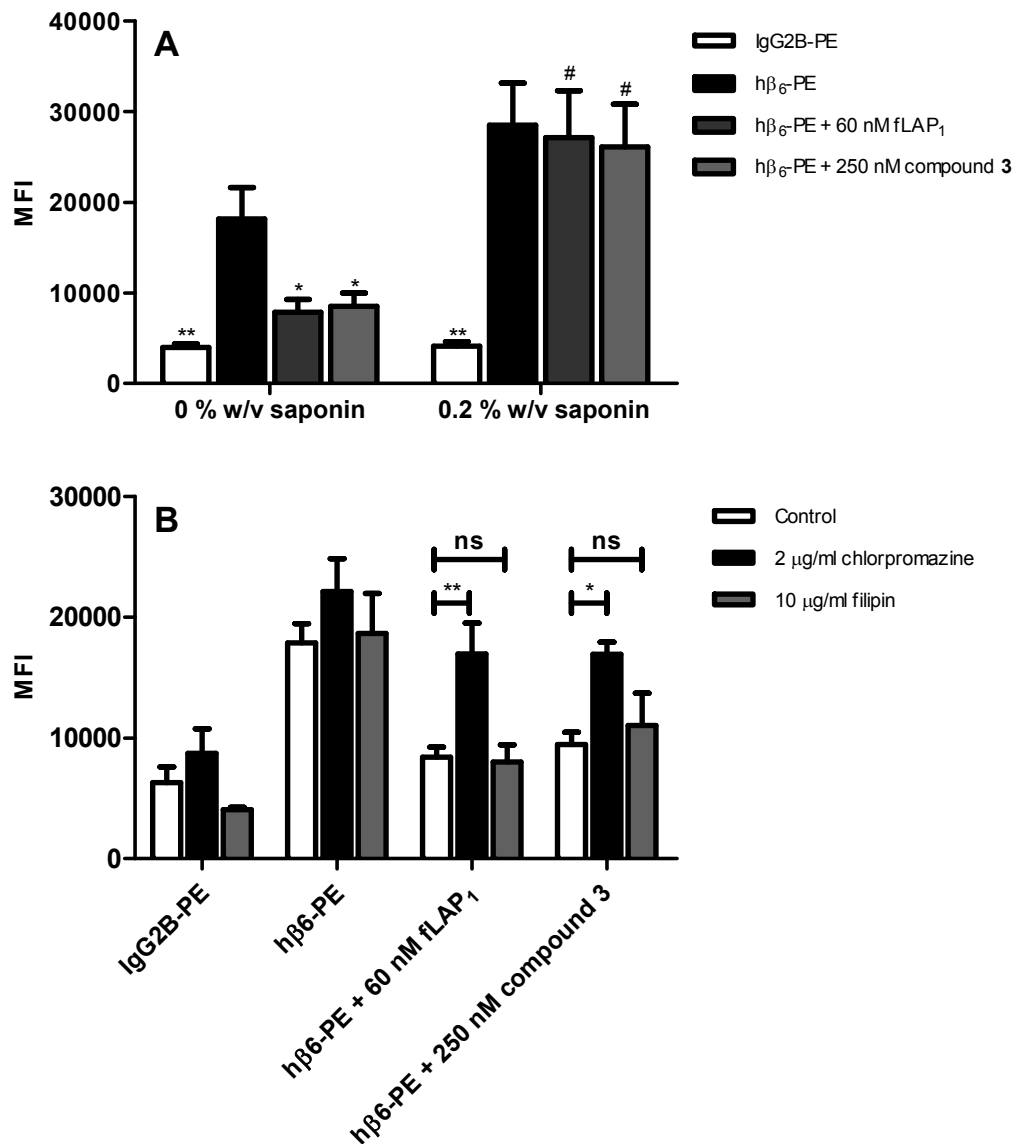 A
MFI
40000
30000
20000
10000
0
**
*
*
**
#
#
0 % w/v saponin
0.2 % w/v saponin
IgG2B-PE
hβ₆-PE
hβ₆-PE + 60 nM fLAP₁
hβ₆-PE + 250 nM compound 3
B
MFI
30000
20000
10000
0
ns
**
ns
*
IgG2B-PE
hβ6-PE
hβ6-PE + 60 nM fLAP₁
hβ6-PE + 250 nM compound 3
Control
2 μg/ml chlorpromazine
10 μg/ml filipin